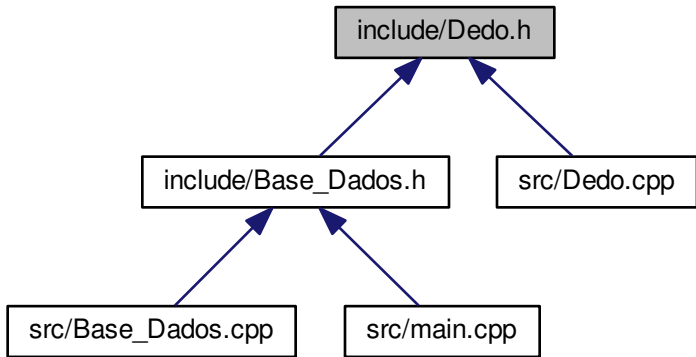 include/Dedo.h
include/Base_Dados.h
src/Dedo.cpp
src/Base_Dados.cpp
src/main.cpp